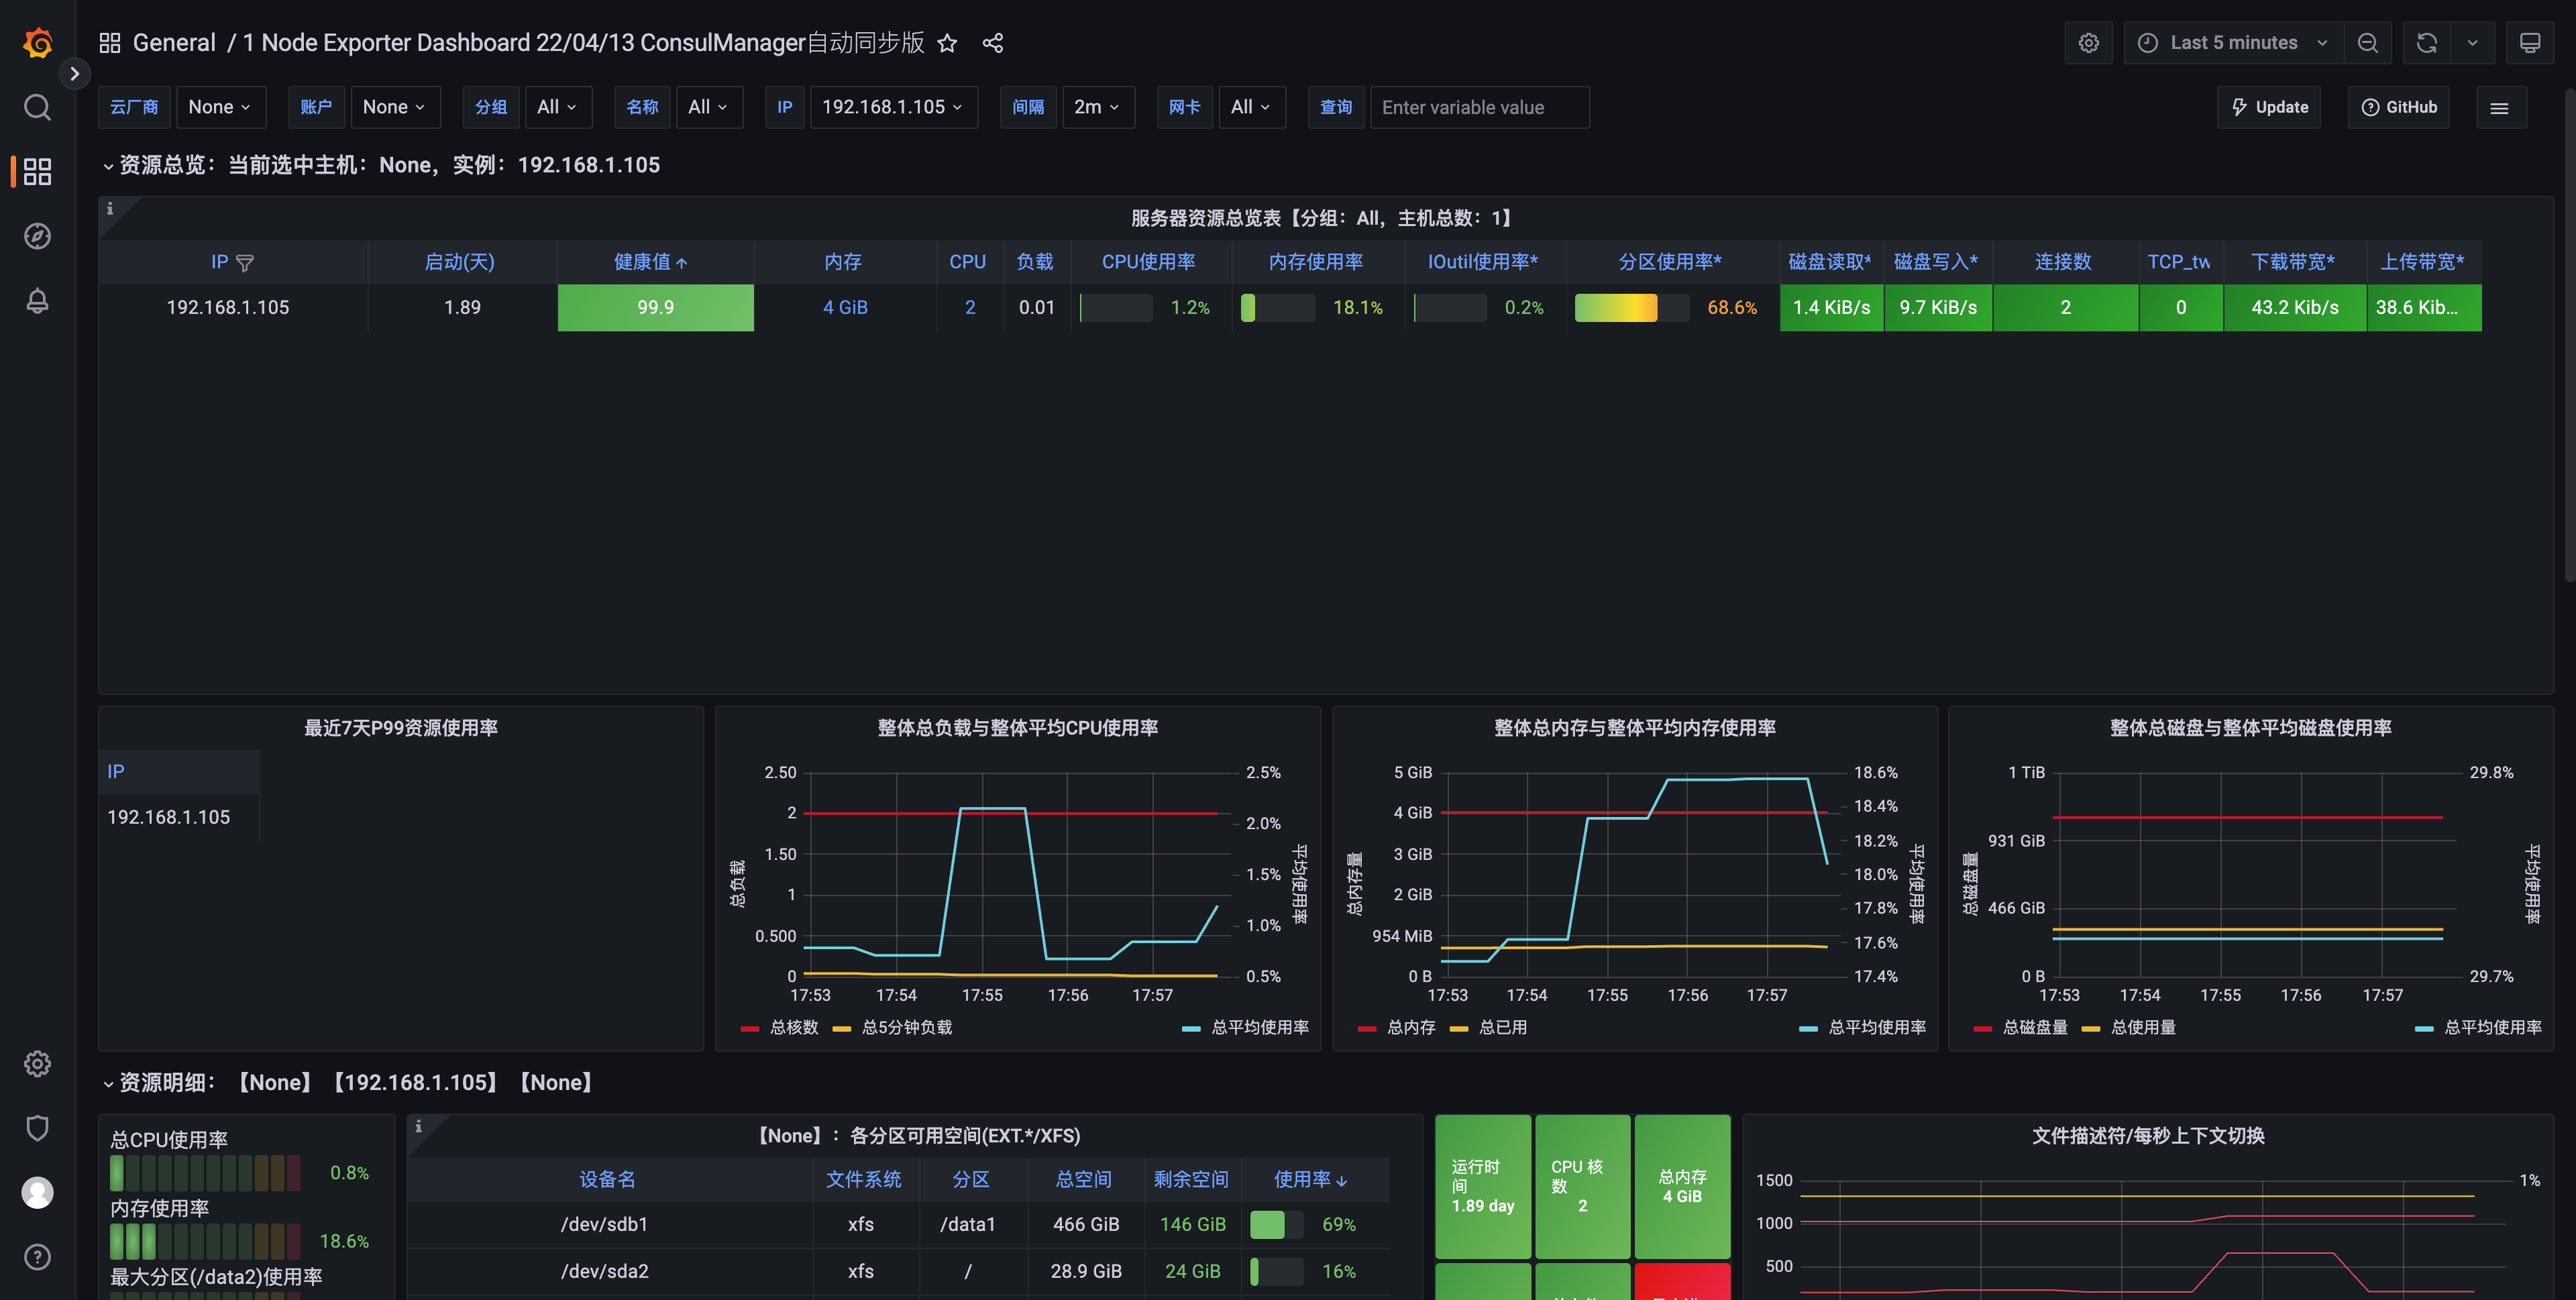 General / 1 Node Exporter Dashboard 22/04/13 ConsulManager自动同步版
Last 5 minutes
云厂商 None 账户 None 分组 All 名称 All IP 192.168.1.105 间隔 2m 网卡 All 查询 Enter variable value Update GitHub
资源总览：当前选中主机：None，实例：192.168.1.105
服务器资源总览表【分组：All，主机总数：1】
IP 启动(天) 健康值 内存 CPU 负载 CPU使用率 内存使用率 IOutil使用率* 分区使用率* 磁盘读取* 磁盘写入* 连接数 TCP_tw 下载带宽* 上传带宽*
192.168.1.105 1.89 99.9 4 GiB 2 0.01 1.2% 18.1% 0.2% 68.6% 1.4 KiB/s 9.7 KiB/s 2 0 43.2 Kib/s 38.6 Kib...
最近7天P99资源使用率
IP
192.168.1.105
整体总负载与整体平均CPU使用率
2.50
2
1.50
1
0.500
0
总负载
2.5%
2.0%
1.5%
1.0%
0.5%
平均使用率
17:53 17:54 17:55 17:56 17:57
总核数 总5分钟负载 总平均使用率
整体总内存与整体平均内存使用率
5 GiB
4 GiB
3 GiB
2 GiB
954 MiB
0 B
总内存量
18.6%
18.4%
18.2%
18.0%
17.8%
17.6%
17.4%
平均使用率
17:53 17:54 17:55 17:56 17:57
总内存 总已用 总平均使用率
整体总磁盘与整体平均磁盘使用率
1 TiB
931 GiB
466 GiB
0 B
总磁盘量
29.8%
29.7%
平均使用率
17:53 17:54 17:55 17:56 17:57
总磁盘量 总使用量 总平均使用率
资源明细：【None】【192.168.1.105】【None】
总CPU使用率
0.8%
内存使用率
18.6%
最大分区(/data2)使用率
【None】：各分区可用空间(EXT.*/XFS)
设备名 文件系统 分区 总空间 剩余空间 使用率
/dev/sdb1 xfs /data1 466 GiB 146 GiB 69%
/dev/sda2 xfs / 28.9 GiB 24 GiB 16%
运行时间
1.89 day
CPU 核数
2
总内存
4 GiB
文件描述符/每秒上下文切换
1500
1000
500
1%